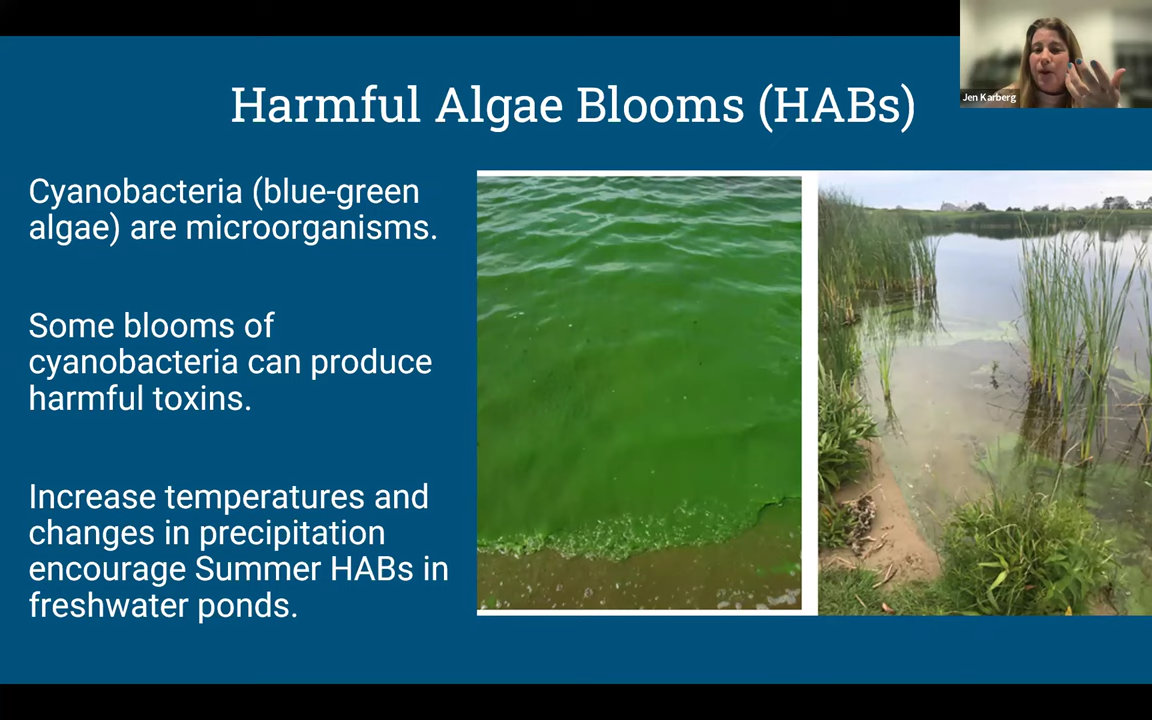 Jen Karberg
Harmful Algae Blooms (HABs)
Cyanobacteria (blue-green
algae) are microorganisms.
Some blooms of
cyanobacteria can produce
harmful toxins.
Increase temperatures and
changes in precipitation
encourage Summer HABs in
freshwater ponds.